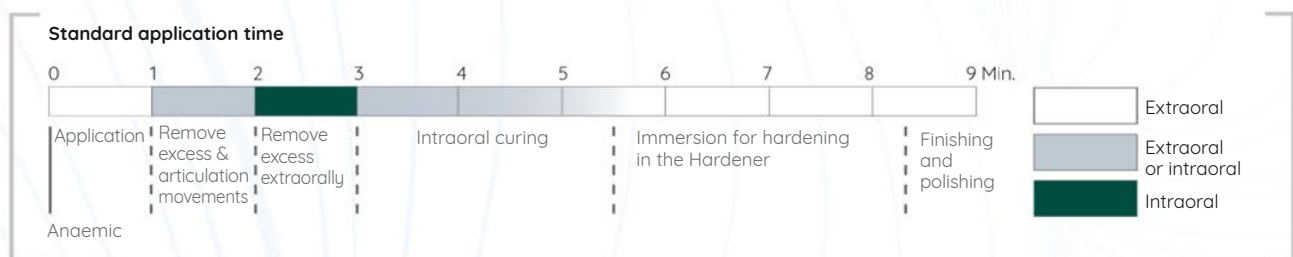 Standard application time
0 1 2 3 4 5 6 7 8 9 Min.
Application
Remove
excess &
articulation
movements
Remove
excess
extraorally
Intraoral curing
Immersion for hardening
in the Hardener
Finishing
and
polishing
Anaemic
Extraoral
Extraoral
or intraoral
Intraoral